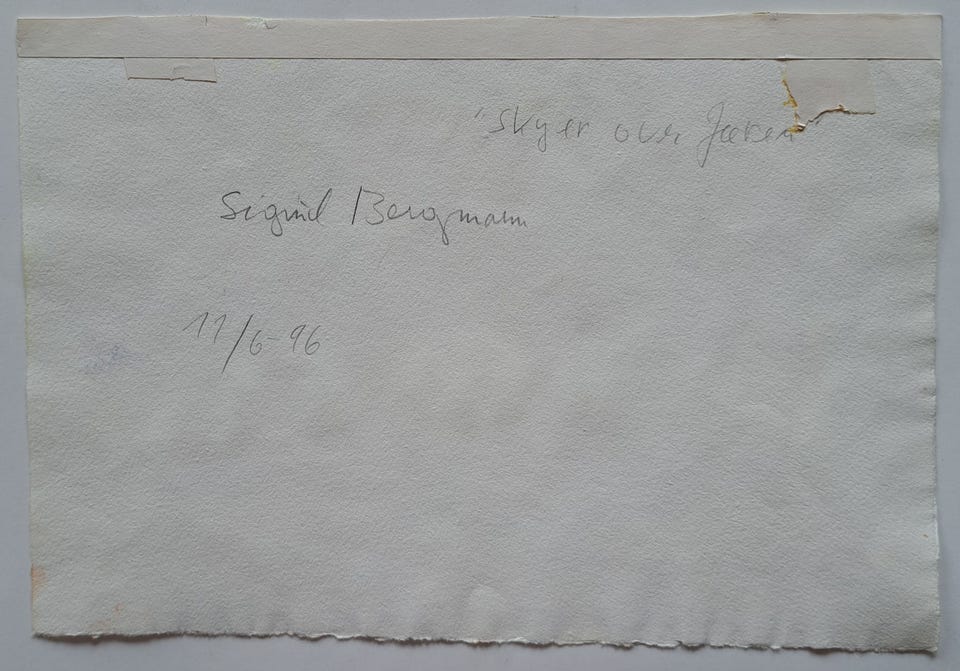 "Skyer over Jæren"
Sigrid Bergmann
11/6-96